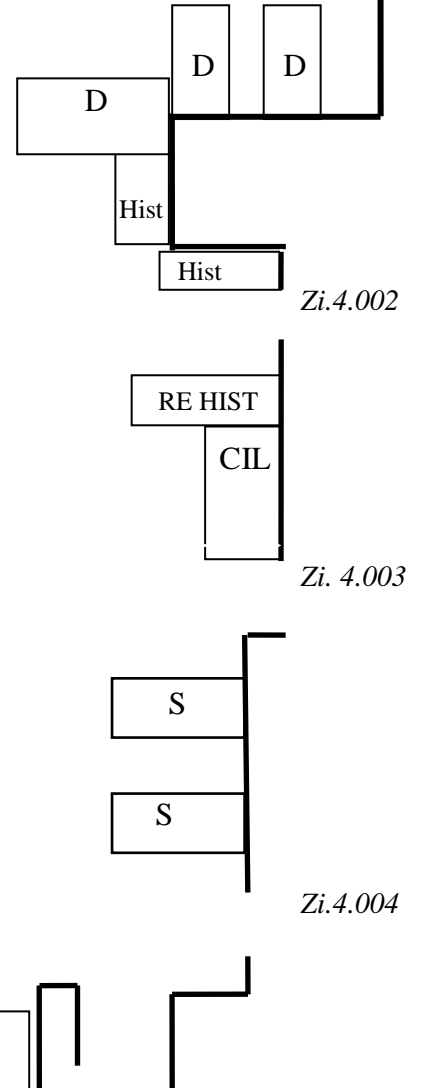 D D
D
Hist
Hist
Zi.4.002
RE HIST
CIL
Zi. 4.003
S
S
Zi.4.004